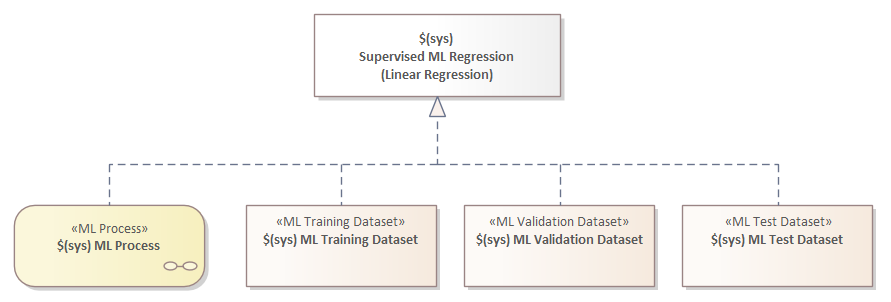 $(sys)
Supervised ML Regression
(Linear Regression)
«ML Process»
$(sys) ML Process
«ML Training Dataset»
$(sys) ML Training Dataset
«ML Validation Dataset»
$(sys) ML Validation Dataset
«ML Test Dataset»
$(sys) ML Test Dataset